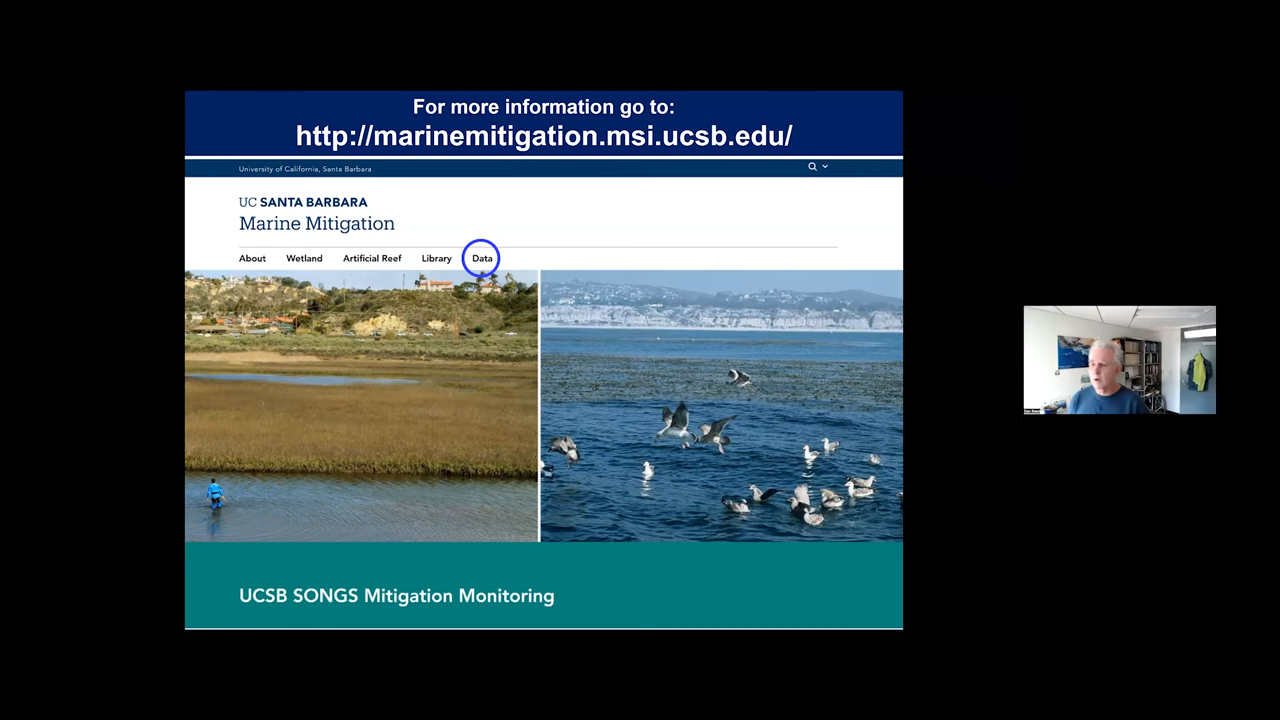 For more information go to:
http://marinemitigation.msi.ucsb.edu/
University of California, Santa Barbara
UC SANTA BARBARA
Marine Mitigation
About Wetland Artificial Reef Library Data
UCSB SONGS Mitigation Monitoring